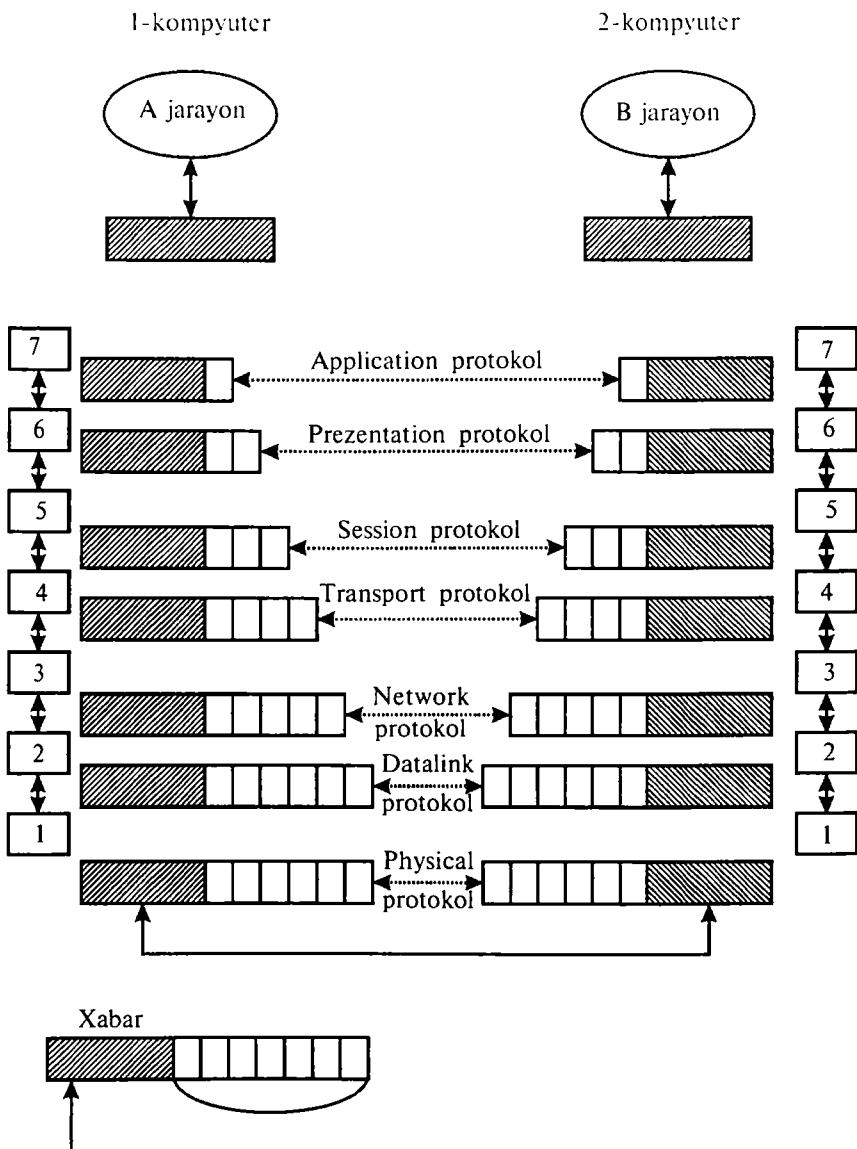 1-kompyuter
2-kompyuter
A jarayon
B jarayon
7
Application protokol
7
6
Prezentation protokol
6
5
Session protokol
5
4
Transport protokol
4
3
Network
protokol
3
2
Datalink
protokol
2
1
Physical
protokol
1
Xabar